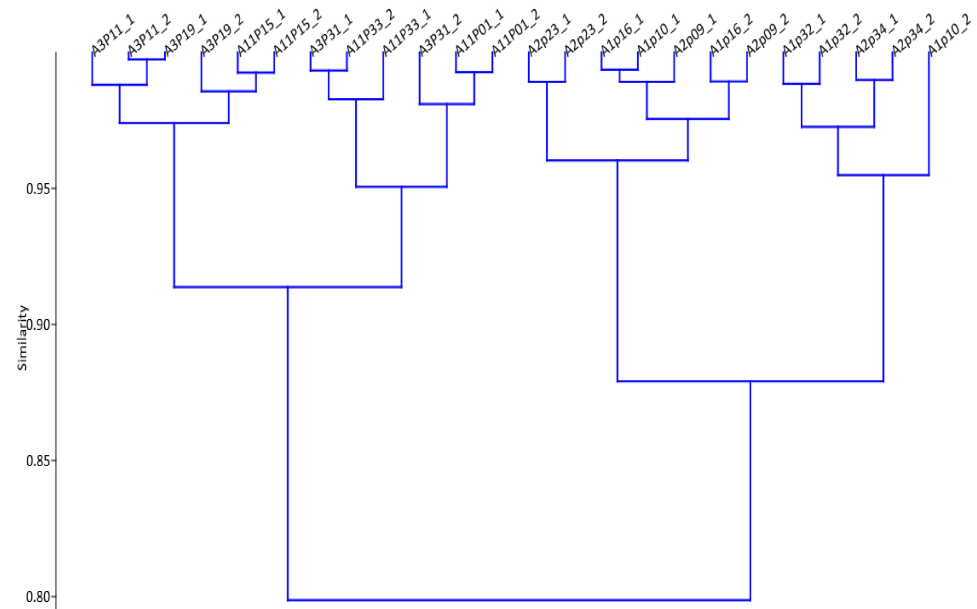 A3P11_1
A3P11_2
A3P19_1
A3P19_2
A11P15_1
A11P15_2
A3P31_1
A11P33_2
A11P33_1
A3P31_2
A11P01_1
A11P01_2
A2p23_1
A2p23_2
A1p16_1
A1p10_1
A2p09_1
A1p16_2
A2p09_2
A1p32_1
A1p32_2
A2p34_1
A2p34_2
A1p10_2
0.95
0.90
0.85
0.80
Similarity